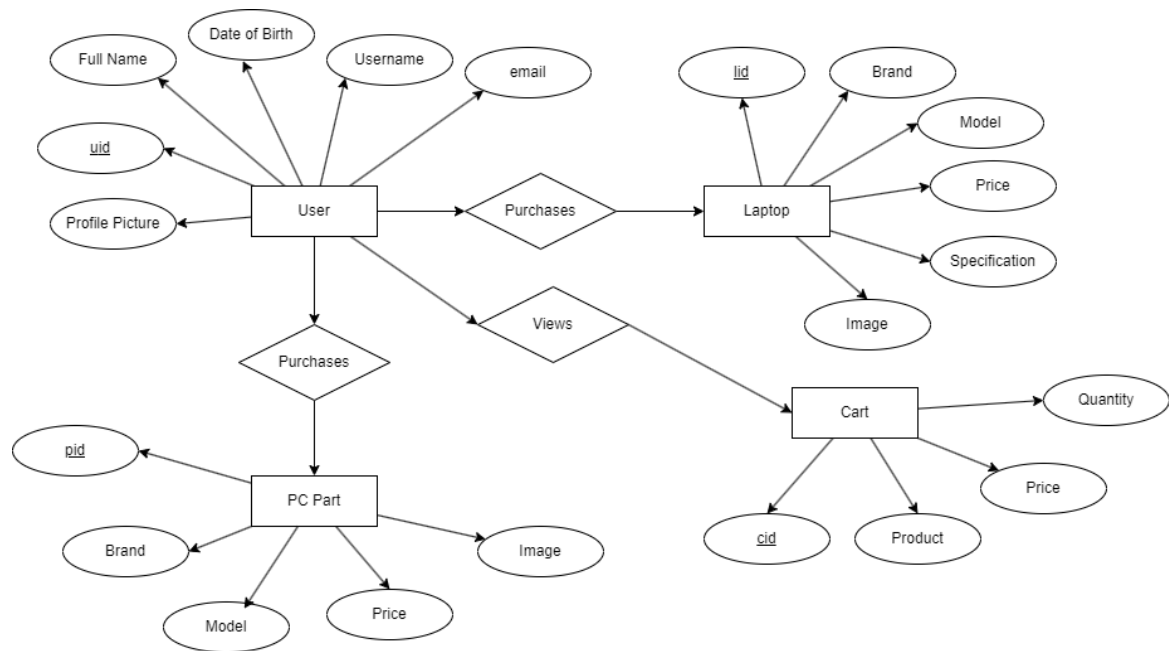 Full Name
Date of Birth
Username
email
uid
Profile Picture
User
Purchases
lid
Brand
Model
Price
Laptop
Specification
Image
Views
Purchases
Cart
Quantity
Price
Product
cid
pid
PC Part
Brand
Model
Price
Image